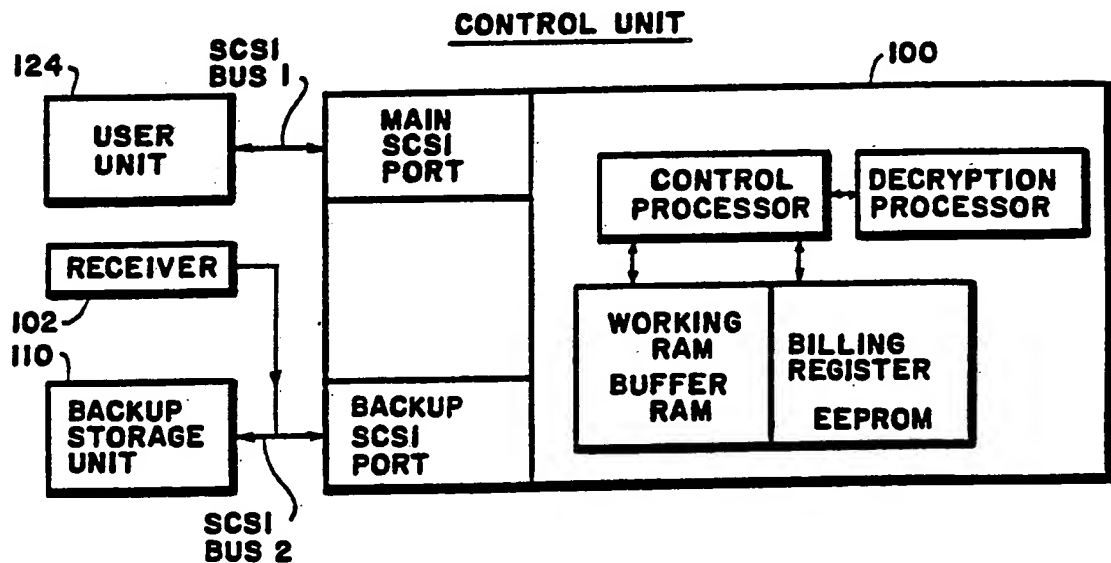 CONTROL UNIT
SCSI
BUS 1
124
100
USER
UNIT
MAIN
SCSI
PORT
CONTROL
PROCESSOR
DECRYPTION
PROCESSOR
RECEIVER
102
110
WORKING
RAM
BUFFER
RAM
BILLING
REGISTER
EEPROM
BACKUP
STORAGE
UNIT
BACKUP
SCSI
PORT
SCSI
BUS 2